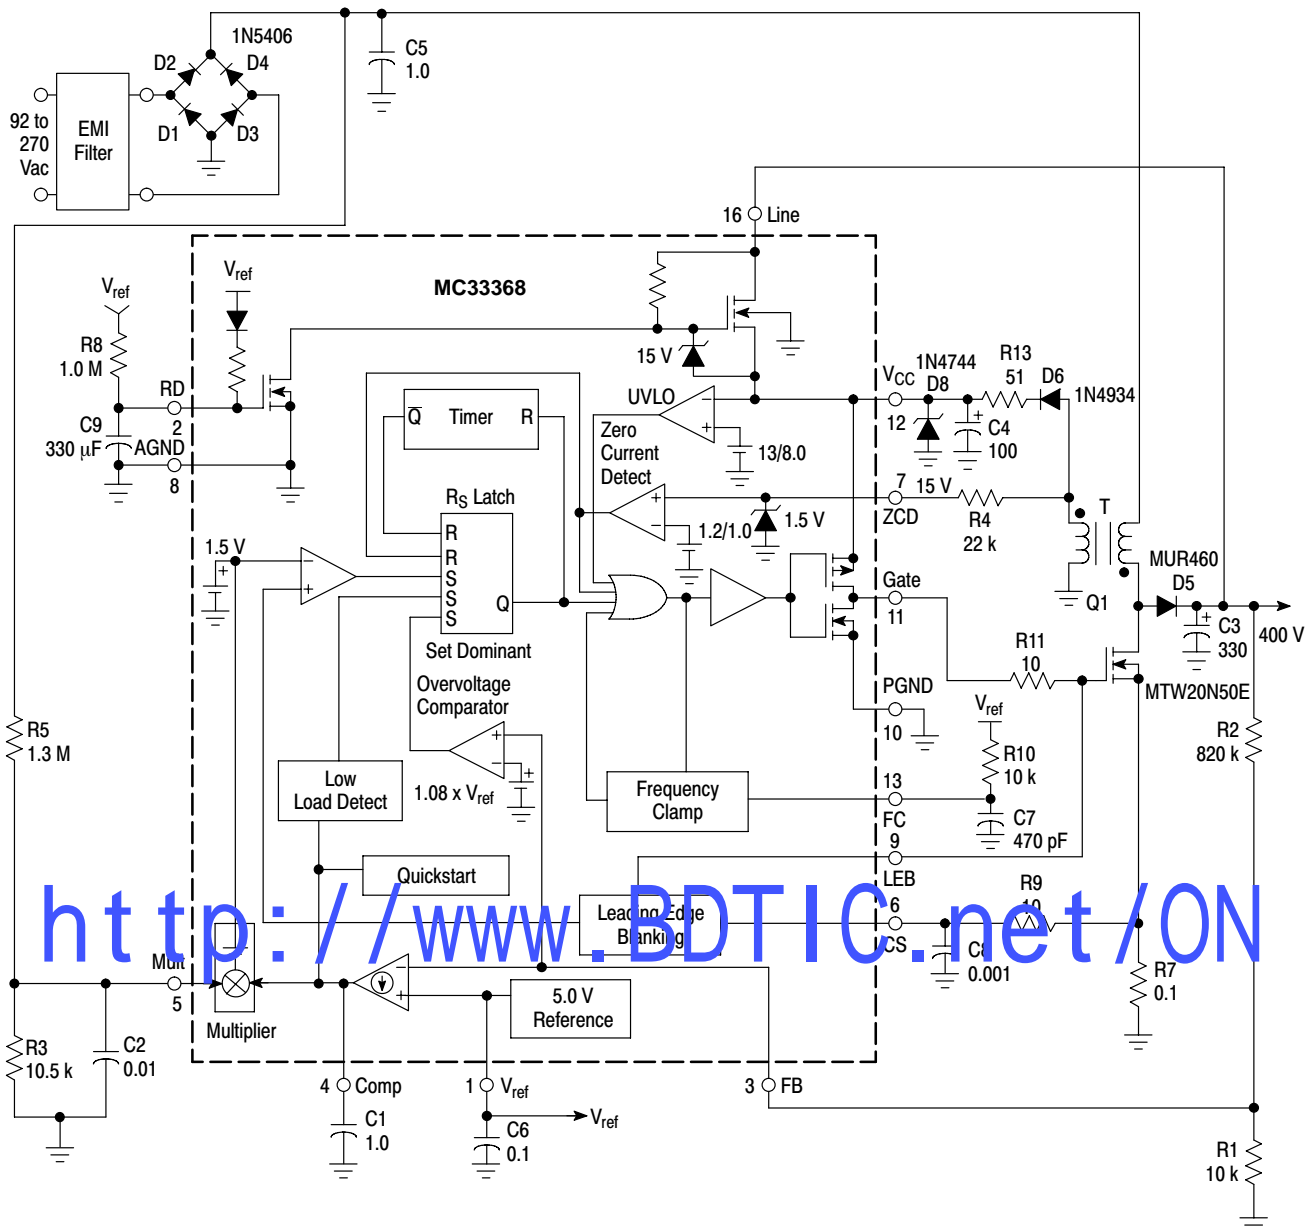 1N5406
D2
D4
D1
D3
C5
1.0
92 to
270
Vac
EMI
Filter
16
Line
MC33368
Vref
Vref
R8
1.0 M
RD
2
C9
330 µF
AGND
8
15 V
UVLO
VCC
12
1N4744
D8
R13
51
D6
1N4934
C4
100
13/8.0
Q
Timer
R
Zero
Current
Detect
7
15 V
ZCD
R4
22 k
T
1.2/1.0
1.5 V
RS Latch
R
R
S
S
S
Q
Set Dominant
1.5 V
Gate
11
MUR460
D5
Q1
C3
330
400 V
R11
10
MTW20N50E
PGND
10
Overvoltage
Comparator
1.08 x Vref
Low
Load Detect
Quickstart
Frequency
Clamp
13
FC
Vref
R10
10 k
C7
470 pF
9
LEB
R2
820 k
R5
1.3 M
http://www.BDTIC.net/ON
Leading Edge
Blanking
6
CS
R9
10
C8
0.001
R7
0.1
Mult
5
Multiplier
5.0 V
Reference
R3
10.5 k
C2
0.01
4
Comp
1
Vref
3
FB
C1
1.0
C6
0.1
Vref
R1
10 k